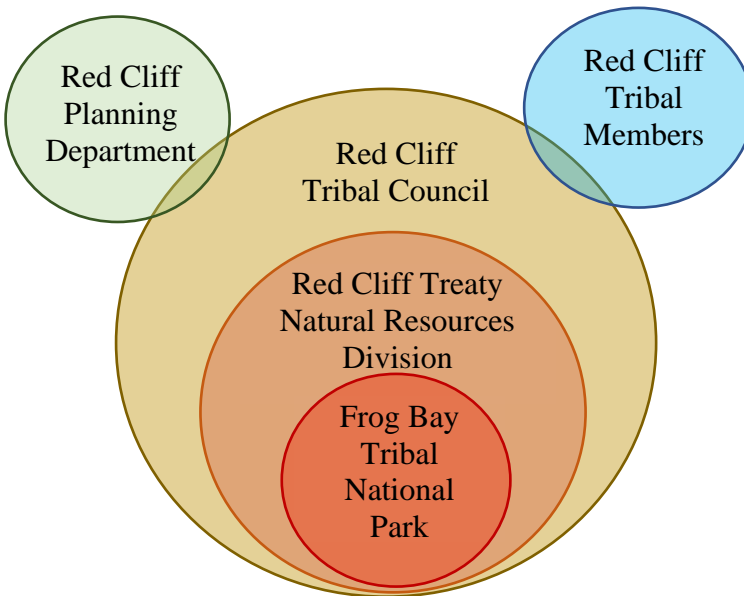 Red Cliff
Planning
Department
Red Cliff
Tribal
Members
Red Cliff
Tribal Council
Red Cliff Treaty
Natural Resources
Division
Frog Bay
Tribal
National
Park